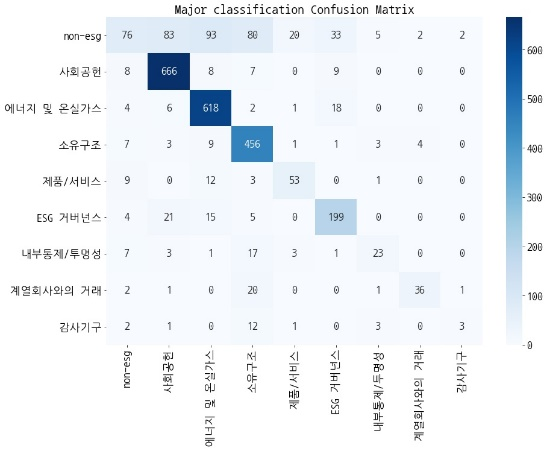 Major classification Confusion Matrix
non-esg 76 83 93 80 20 33 5 2 2
사회공헌 8 666 8 7 0 9 0 0 0
에너지 및 온실가스 4 6 618 2 1 18 0 0 0
소유구조 7 3 9 456 1 1 3 4 0
제품/서비스 9 0 12 3 53 0 1 0 0
ESG 거버넌스 4 21 15 5 0 199 0 0 0
내부통제/투명성 7 3 1 17 3 1 23 0 0
계열회사와의 거래 2 1 0 20 0 0 1 36 1
감사기구 2 1 0 12 1 0 3 0 3
non-esg
사회공헌
에너지 및 온실가스
소유구조
제품/서비스
ESG 거버넌스
내부통제/투명성
계열회사와의 거래
감사기구
600
500
400
300
200
100
0